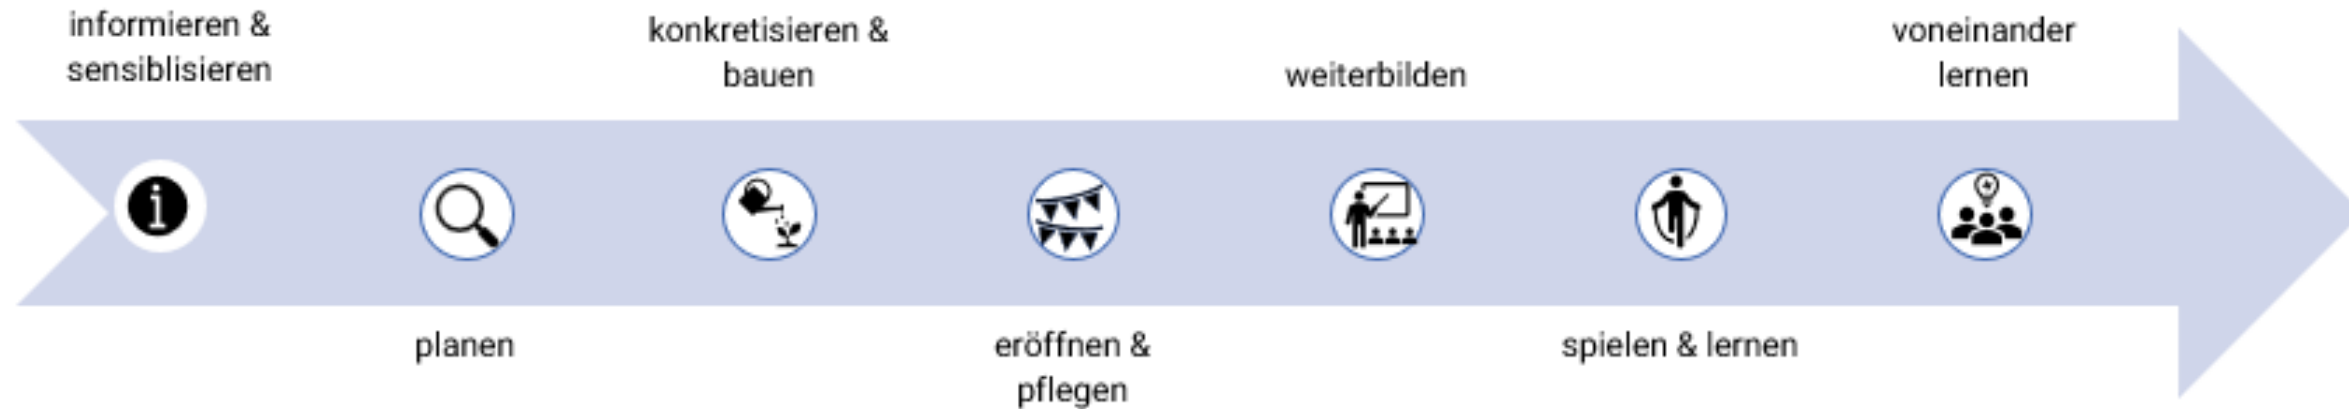 informieren &
sensiblisieren
planen
konkretisieren &
bauen
eröffnen &
pflegen
weiterbilden
spielen & lernen
voneinander
lernen